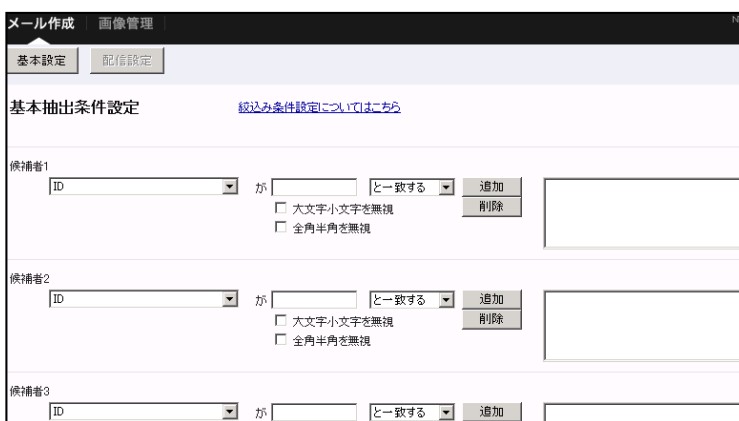 メール作成 画像管理 N
基本設定 配信設定
基本抽出条件設定 絞込み条件設定についてはこちら
候補者1
ID が と一致する 追加
大文字小文字を無視 削除
全角半角を無視
候補者2
ID が と一致する 追加
大文字小文字を無視 削除
全角半角を無視
候補者3
ID が と一致する 追加